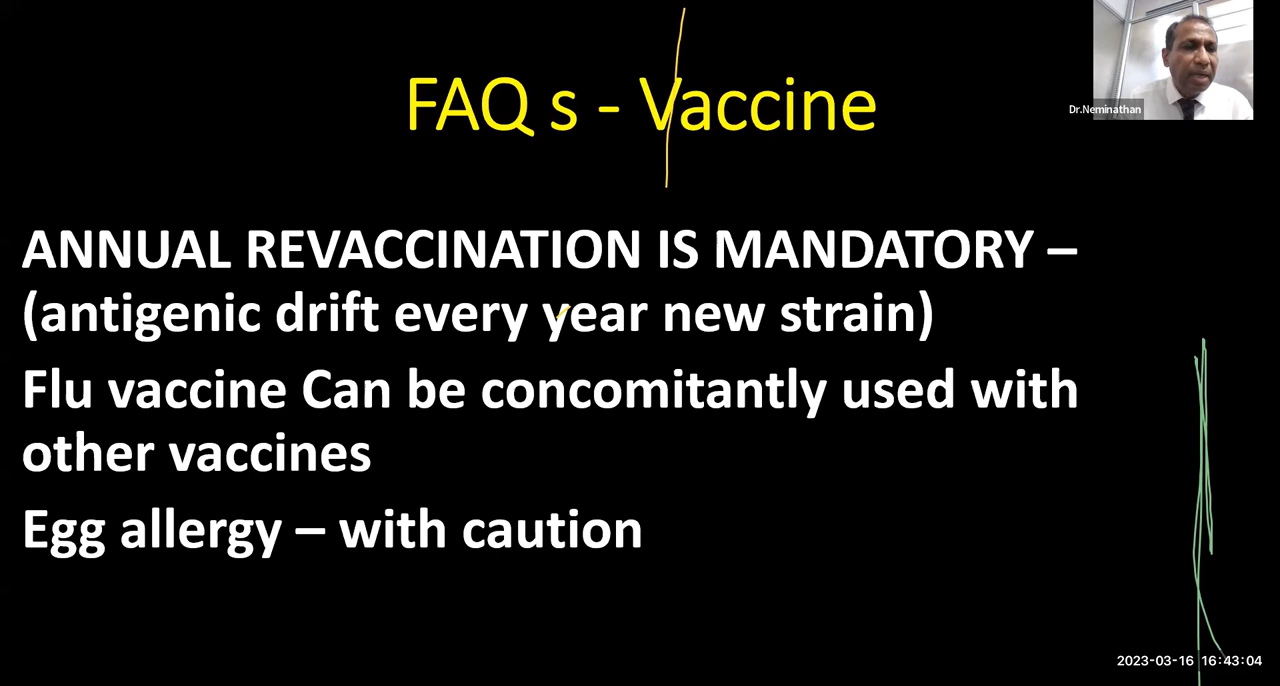 FAQ s - Vaccine
Dr.Neminathan
ANNUAL REVACCINATION IS MANDATORY –
(antigenic drift every year new strain)
Flu vaccine Can be concomitantly used with
other vaccines
Egg allergy – with caution
2023-03-16 16:43:04